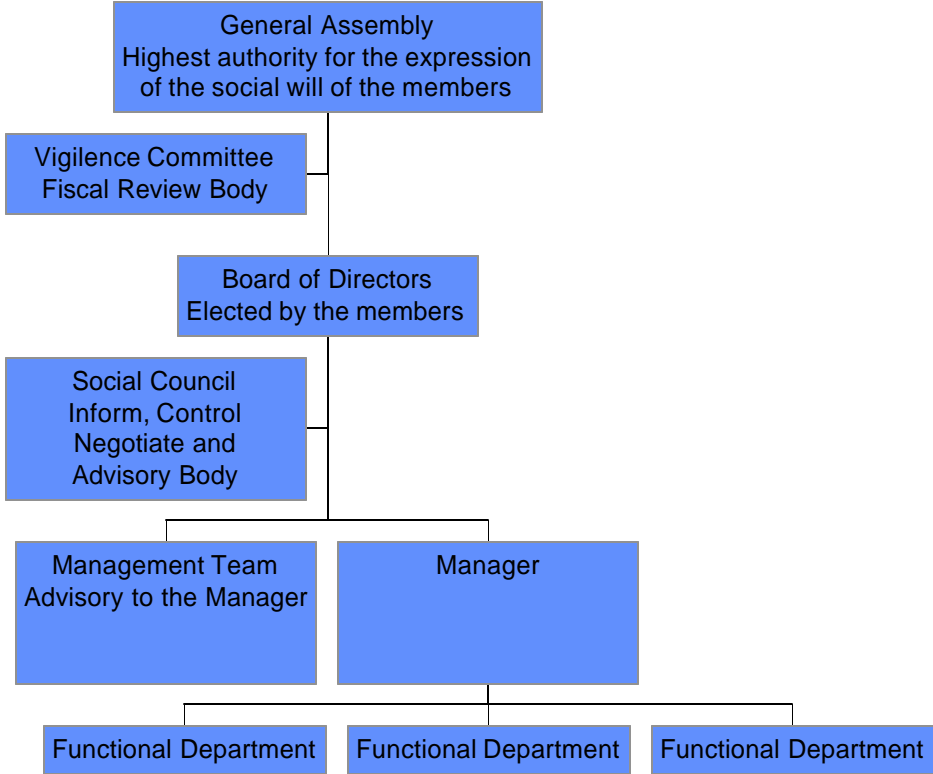 General Assembly
Highest authority for the expression
of the social will of the members
Vigilence Committee
Fiscal Review Body
Board of Directors
Elected by the members
Social Council
Inform, Control
Negotiate and
Advisory Body
Management Team
Advisory to the Manager
Manager
Functional Department
Functional Department
Functional Department